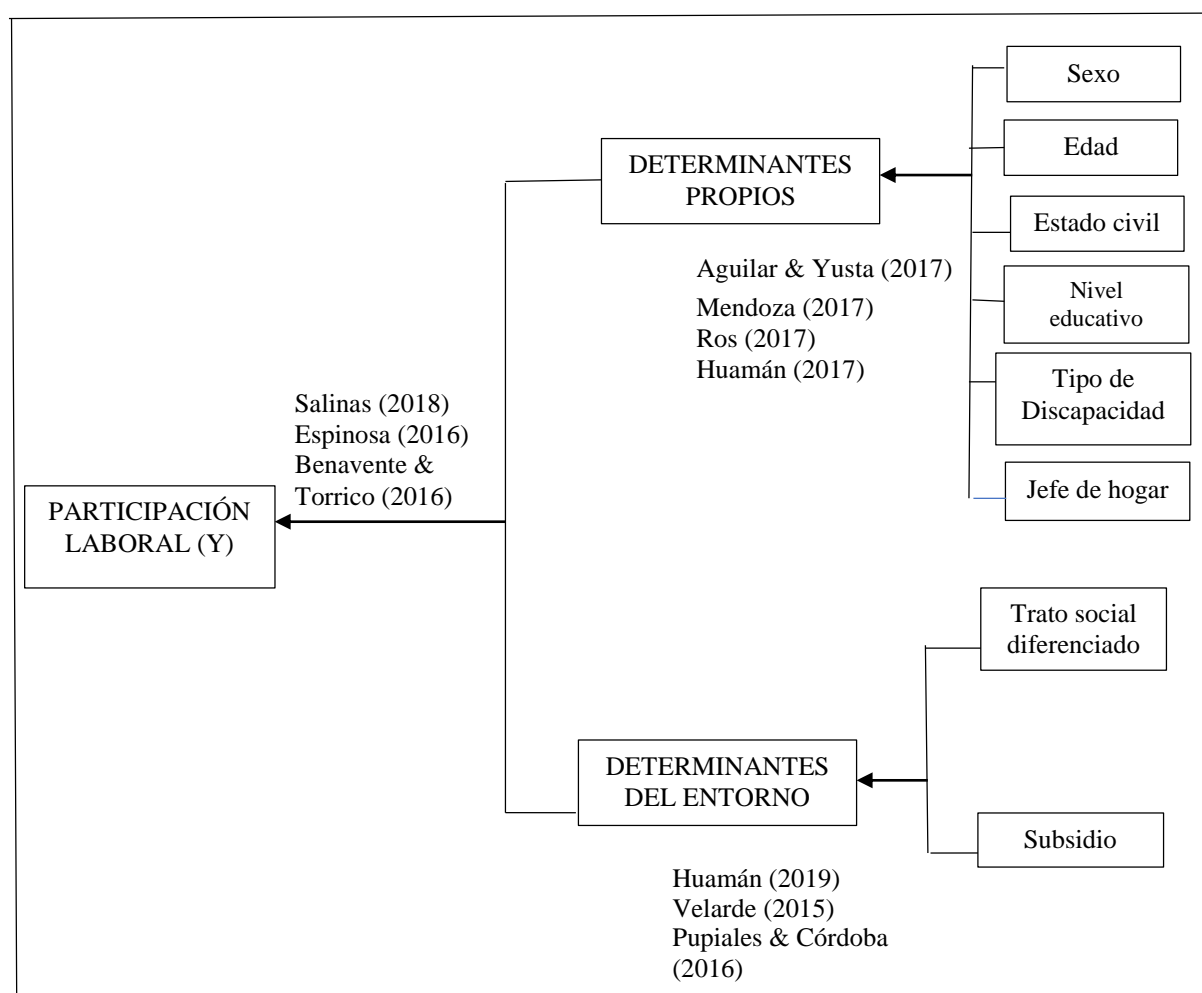 Sexo
Edad
Estado civil
Nivel
educativo
Tipo de
Discapacidad
Jefe de hogar
DETERMINANTES
PROPIOS
Aguilar & Yusta (2017)
Mendoza (2017)
Ros (2017)
Huamán (2017)
Salinas (2018)
Espinosa (2016)
Benavente &
Torrico (2016)
PARTICIPACIÓN
LABORAL (Y)
Trato social
diferenciado
DETERMINANTES
DEL ENTORNO
Subsidio
Huamán (2019)
Velarde (2015)
Pupiales & Córdoba
(2016)